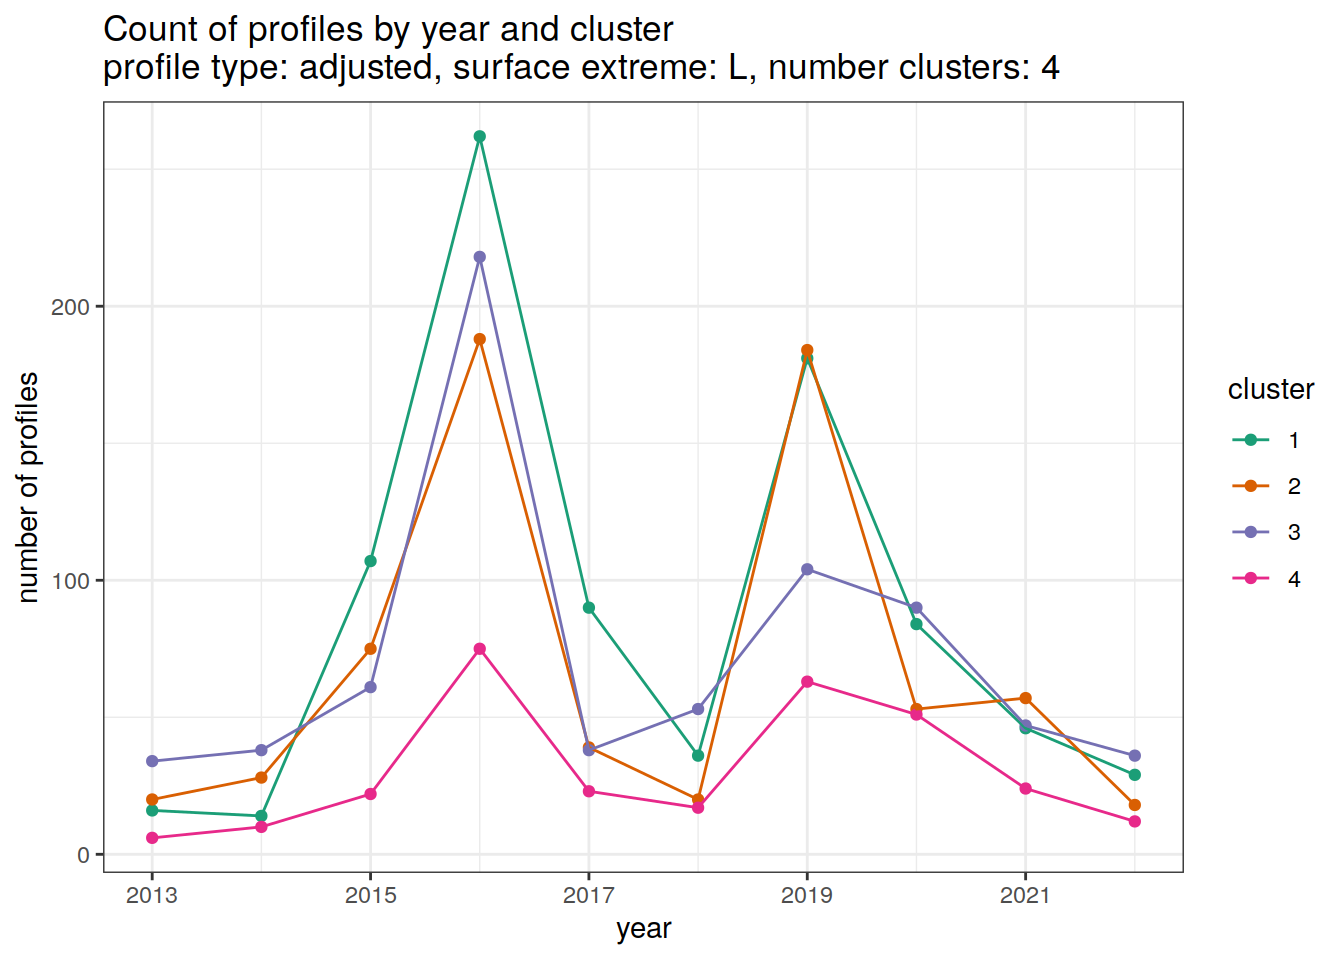 Count of profiles by year and cluster
profile type: adjusted, surface extreme: L, number clusters: 4
number of profiles
200
100
0
2013
2015
2017
2019
2021
year
cluster
1
2
3
4